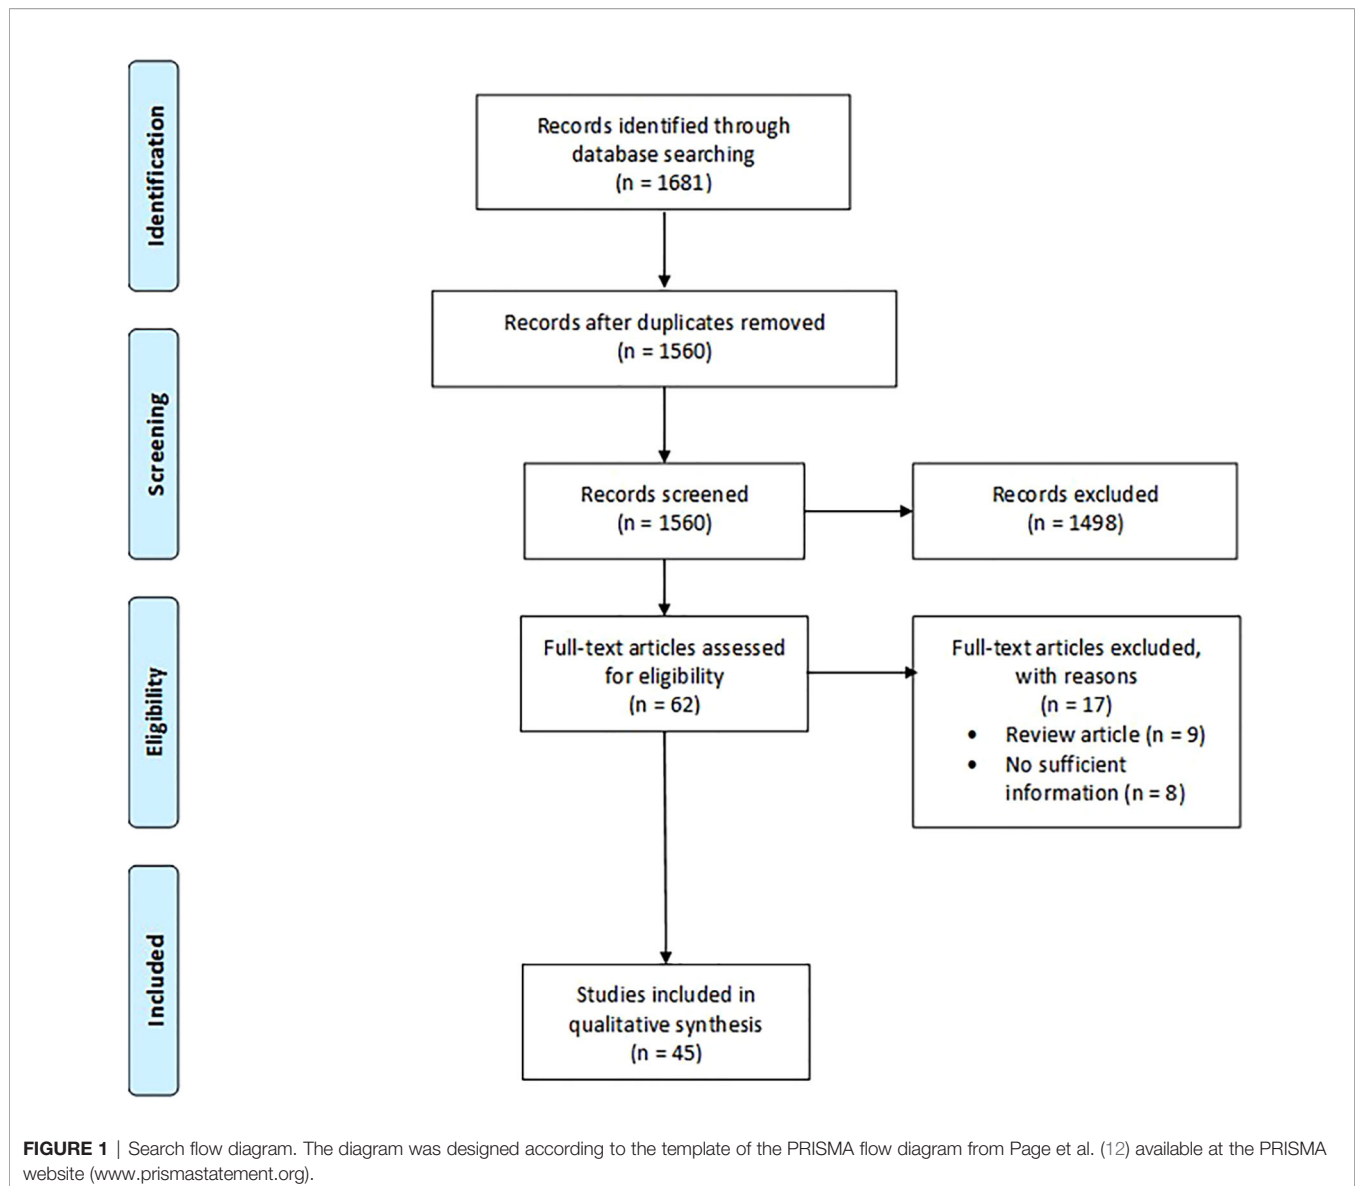 Identification
Records identified through
database searching
(n = 1681)
Records after duplicates removed
(n = 1560)
Screening
Records screened
(n = 1560)
Records excluded
(n = 1498)
Eligibility
Full-text articles assessed
for eligibility
(n = 62)
Full-text articles excluded,
with reasons
(n = 17)
• Review article (n = 9)
• No sufficient
information (n = 8)
Included
Studies included in
qualitative synthesis
(n = 45)
FIGURE 1 | Search flow diagram. The diagram was designed according to the template of the PRISMA flow diagram from Page et al. (12) available at the PRISMA
website (www.prismastatement.org).